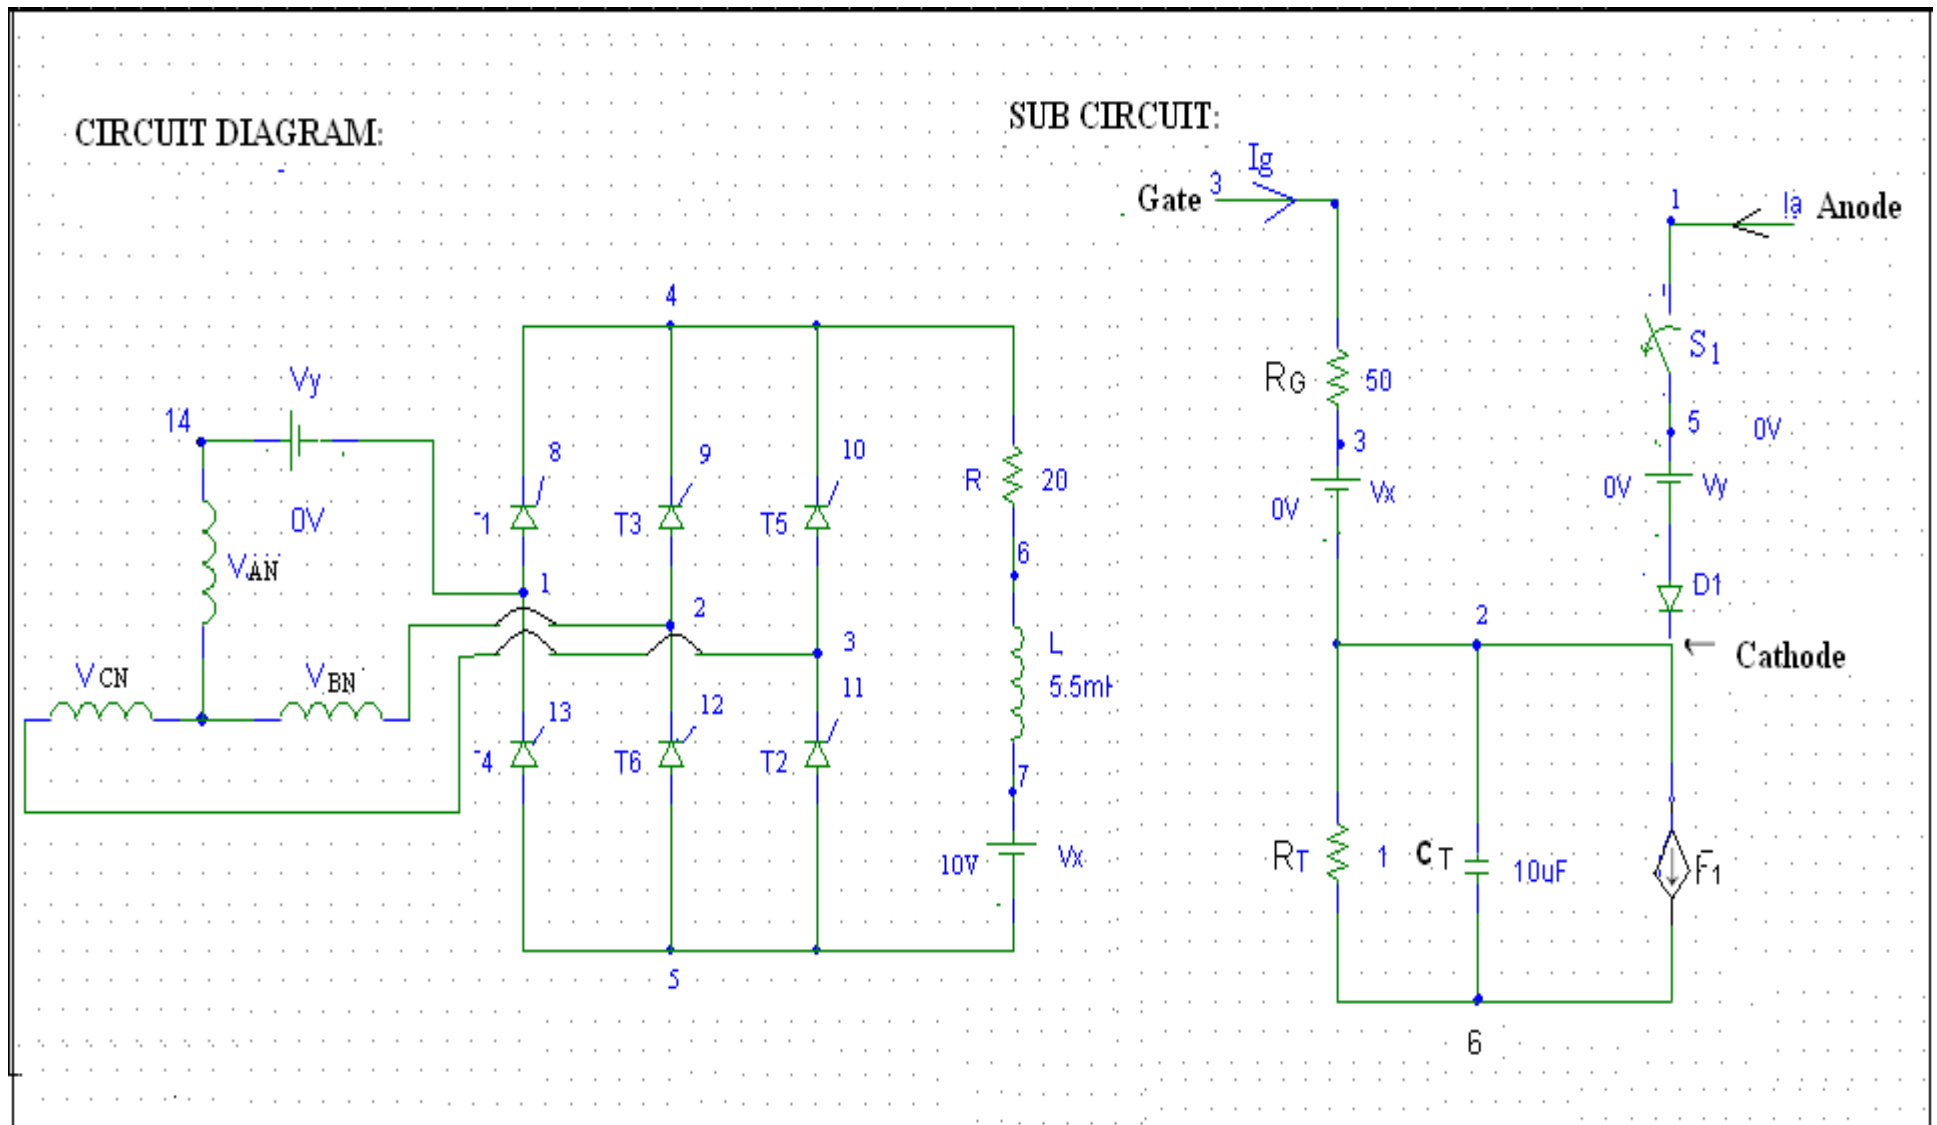 CIRCUIT DIAGRAM:
4
Vy
14
0V
VAN
VCN
VBN
8
9
10
T1
T3
T5
R
20
6
1
2
3
L
5.5mH
13
12
11
T4
T6
T2
7
10V
Vx
5
SUB CIRCUIT:
Ig
Gate
3
1
Ia
Anode
S1
RG
50
3
5
0V
0V
Vx
0V
Vy
D1
2
Cathode
RT
1
CT
10uF
F1
6